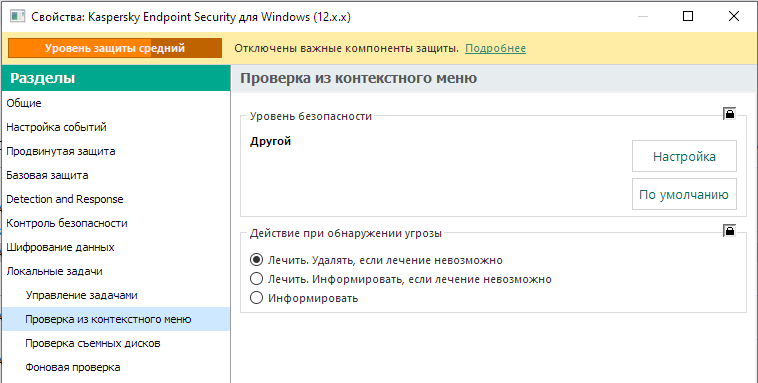 Свойства: Kaspersky Endpoint Security для Windows (12.x.x)
Уровень защиты средний
Отключены важные компоненты защиты. Подробнее
Разделы
Общие
Настройка событий
Продвинутая защита
Базовая защита
Detection and Response
Контроль безопасности
Шифрование данных
Локальные задачи
Управление задачами
Проверка из контекстного меню
Проверка съемных дисков
Фоновая проверка
Проверка из контекстного меню
Уровень безопасности
Другой
Настройка
По умолчанию
Действие при обнаружении угрозы
Лечить. Удалять, если лечение невозможно
Лечить. Информировать, если лечение невозможно
Информировать